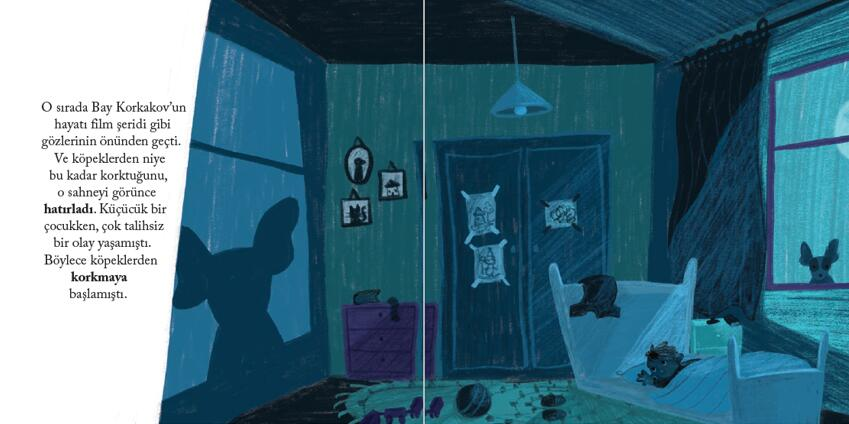 O sırada Bay Korkakov’un
hayatı film şeridi gibi
gözlerinin önünden geçti.
Ve köpeklerden niye
bu kadar korktuğunu,
o sahneyi görünce
hatırladı. Küçücük bir
çocukken, çok talihsiz
bir olay yaşamıştı.
Böylece köpeklerden
korkmaya
başlamıştı.